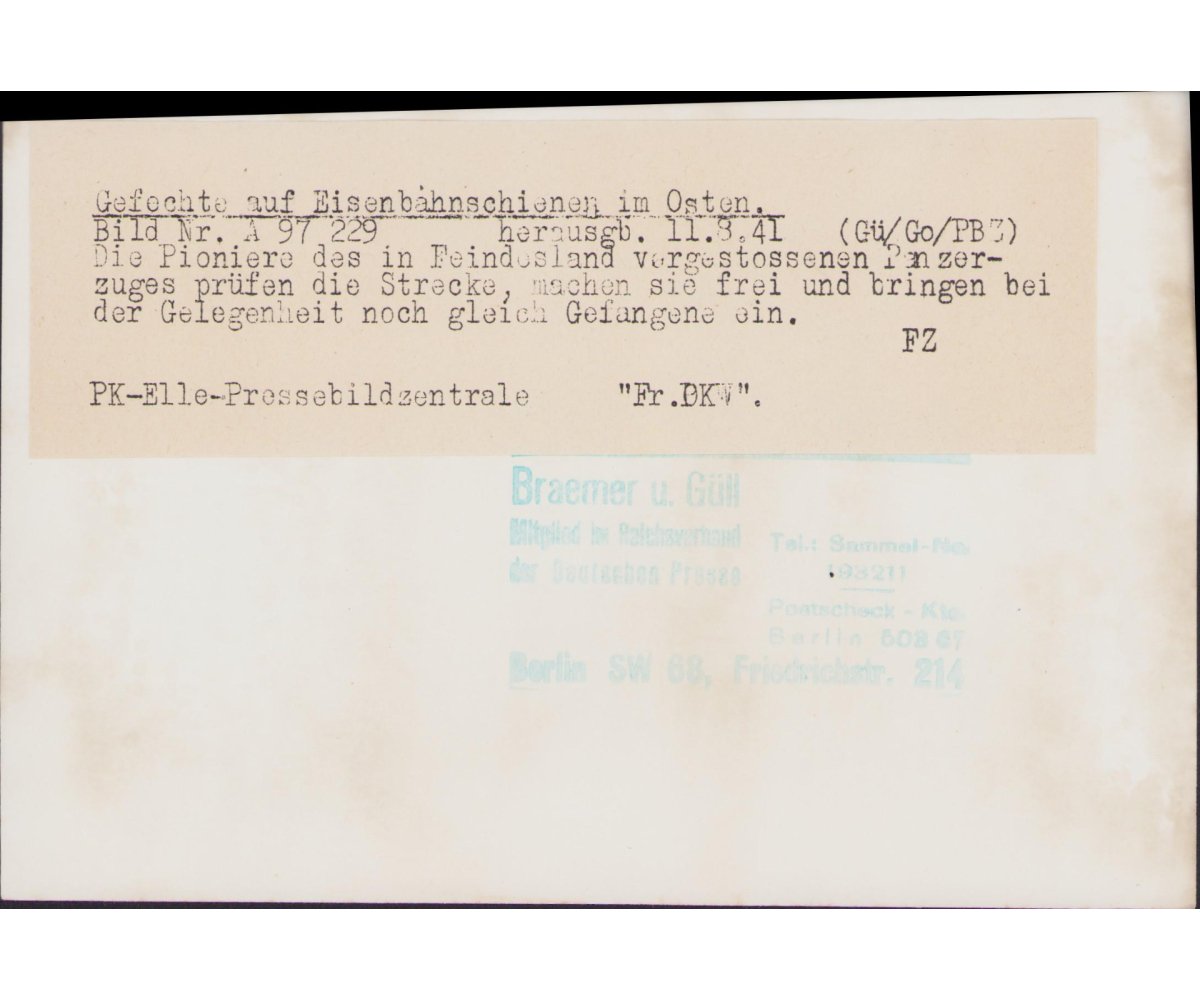 Gefechte auf Eisenbahnschienen im Osten.
Bild Nr. A 97 229 herausgb. 11.8.41 (Gü/Go/PBZ)
Die Pioniere des in Feindesland vorgestossenen Panzer-
zuges prüfen die Strecke, machen sie frei und bringen bei
der Gelegenheit noch gleich Gefangene ein.
FZ
PK-Elle-Pressebildzentrale "Fr.DKW".
Braemer u. Güll
Mitglied im Reichsverband
der Deutschen Presse
Tel.: Sammel-No.
193211
Postscheck - Kto.
Berlin 503 67
Berlin SW 68, Friedrichstr. 214